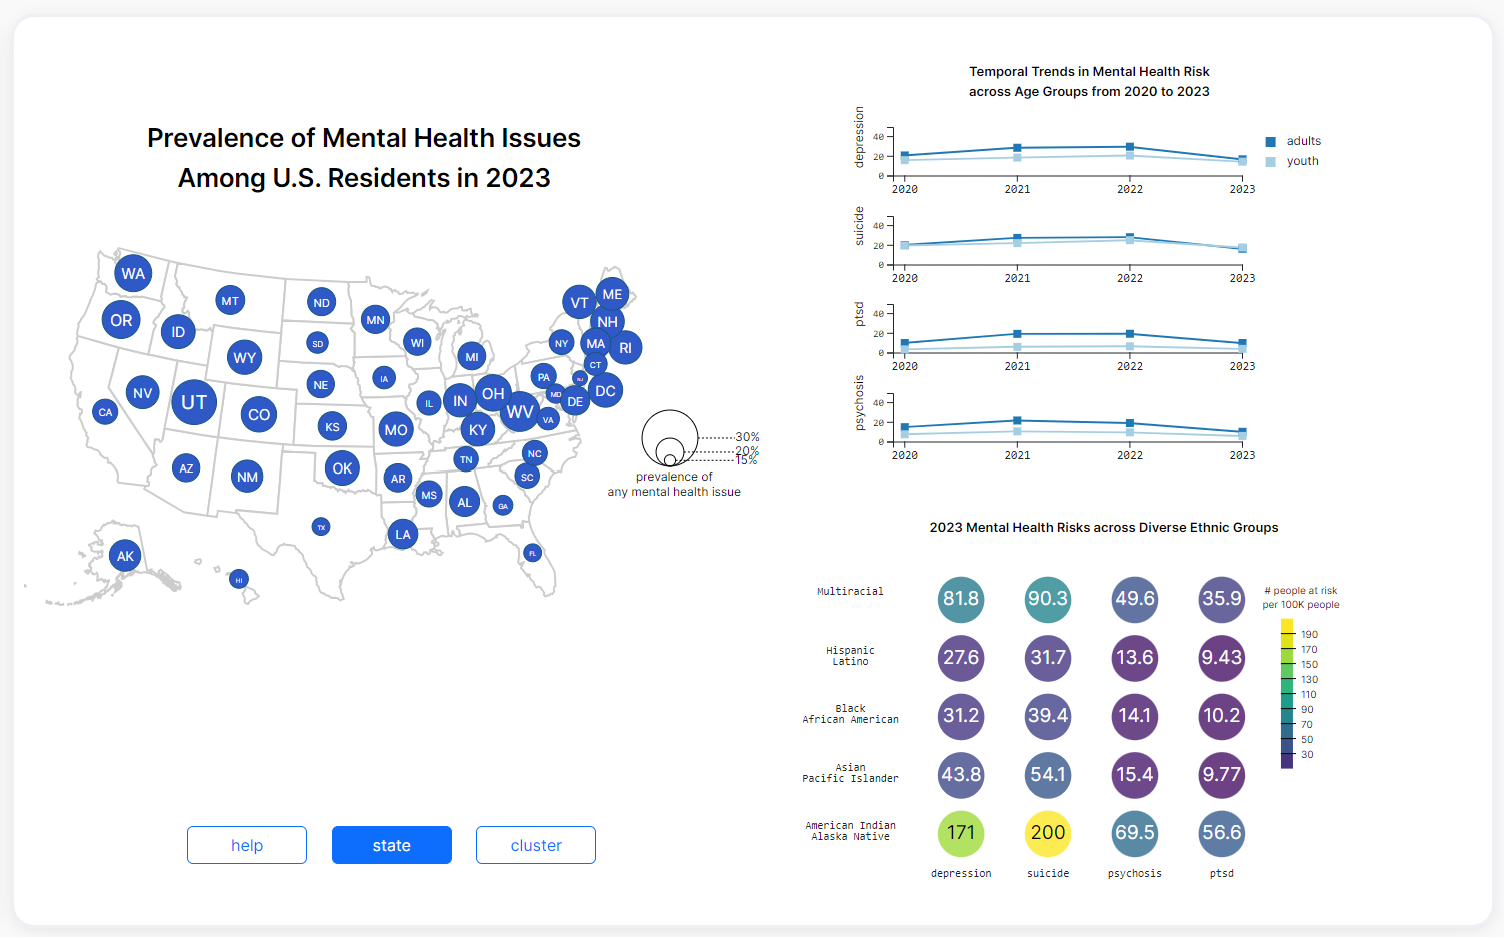 Prevalence of Mental Health Issues
Among U.S. Residents in 2023
WA
MT
ND
MN
VT
ME
OR
ID
SD
WI
NH
NY
MA
RI
WY
MI
CT
NV
UT
NE
IA
PA
NJ
DC
CA
CO
IL
IN
OH
MD
DE
WV
VA
KS
MO
KY
AZ
NM
OK
TN
NC
AR
SC
MS
AL
GA
TX
LA
FL
AK
HI
30%
20%
15%
prevalence of
any mental health issue
help
state
cluster
Temporal Trends in Mental Health Risk
across Age Groups from 2020 to 2023
depression
40
20
0
2020 2021 2022 2023
adults
youth
suicide
40
20
0
2020 2021 2022 2023
ptsd
40
20
0
2020 2021 2022 2023
psychosis
40
20
0
2020 2021 2022 2023
2023 Mental Health Risks across Diverse Ethnic Groups
Multiracial
81.8 90.3 49.6 35.9
Hispanic
Latino
27.6 31.7 13.6 9.43
Black
African American
31.2 39.4 14.1 10.2
Asian
Pacific Islander
43.8 54.1 15.4 9.77
American Indian
Alaska Native
171 200 69.5 56.6
depression suicide psychosis ptsd
# people at risk
per 100K people
190
170
150
130
110
90
70
50
30